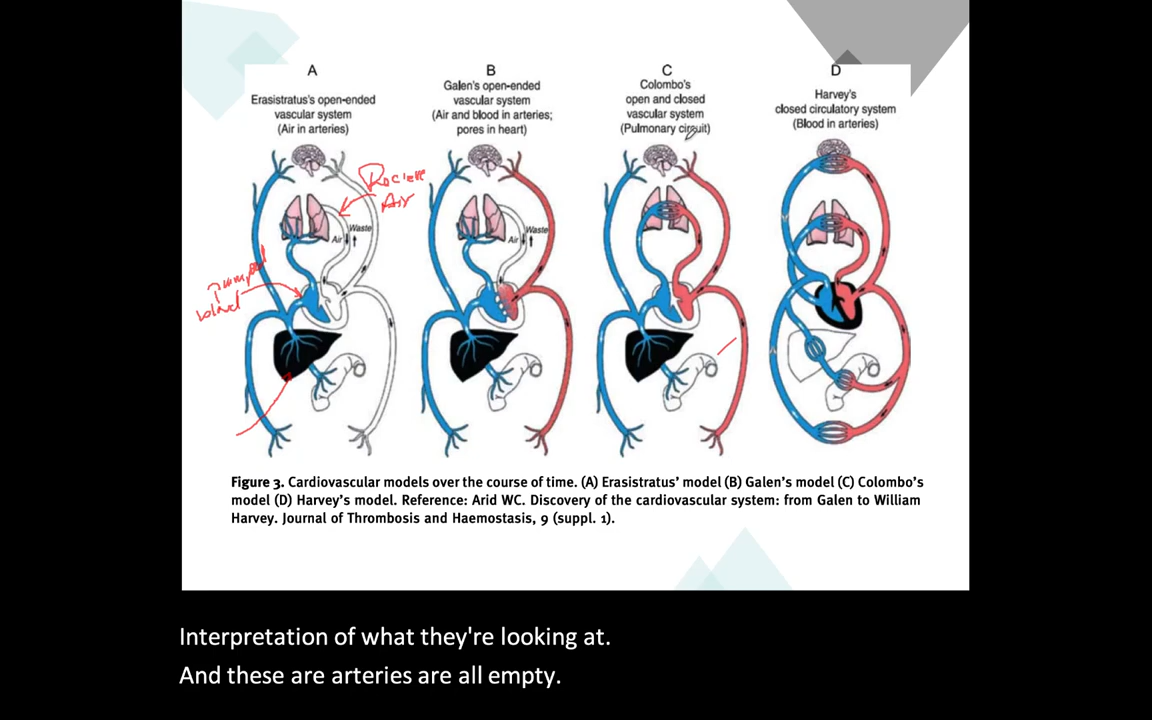 A
Erasistratus's open-ended
vascular system
(Air in arteries)
B
Galen's open-ended
vascular system
(Air and blood in arteries;
pores in heart)
C
Colombo's
open and closed
vascular system
(Pulmonary circuit)
D
Harvey's
closed circulatory system
(Blood in arteries)
Air
Waste
Air
Air
Waste
Figure 3. Cardiovascular models over the course of time. (A) Erasistratus' model (B) Galen's model (C) Colombo's
model (D) Harvey's model. Reference: Arid WC. Discovery of the cardiovascular system: from Galen to William
Harvey. Journal of Thrombosis and Haemostasis, 9 (suppl. 1).
Interpretation of what they're looking at.
And these are arteries are all empty.